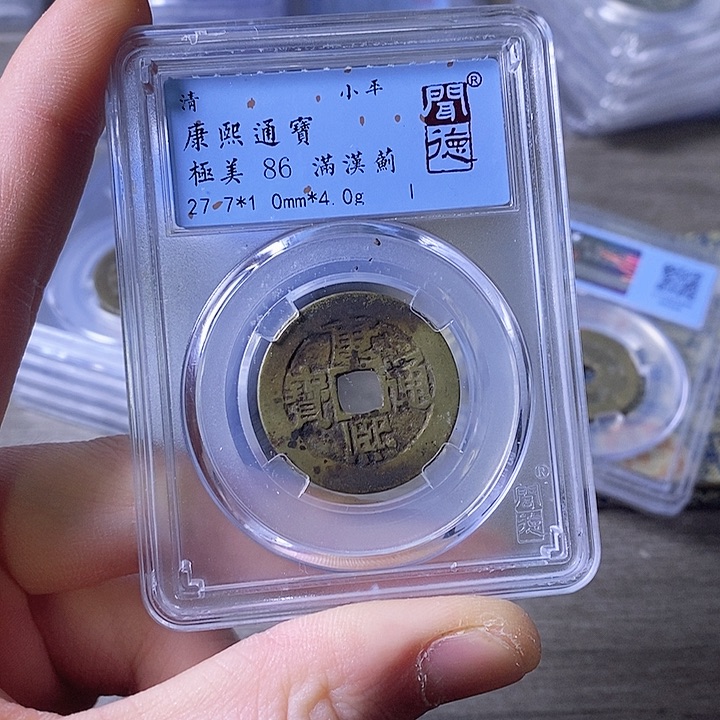 清 小平
康熙通寶
極美 86 滿漢薊
27.7*1.0mm*4.0g
聞德
®
康熙通寶
聞德
®